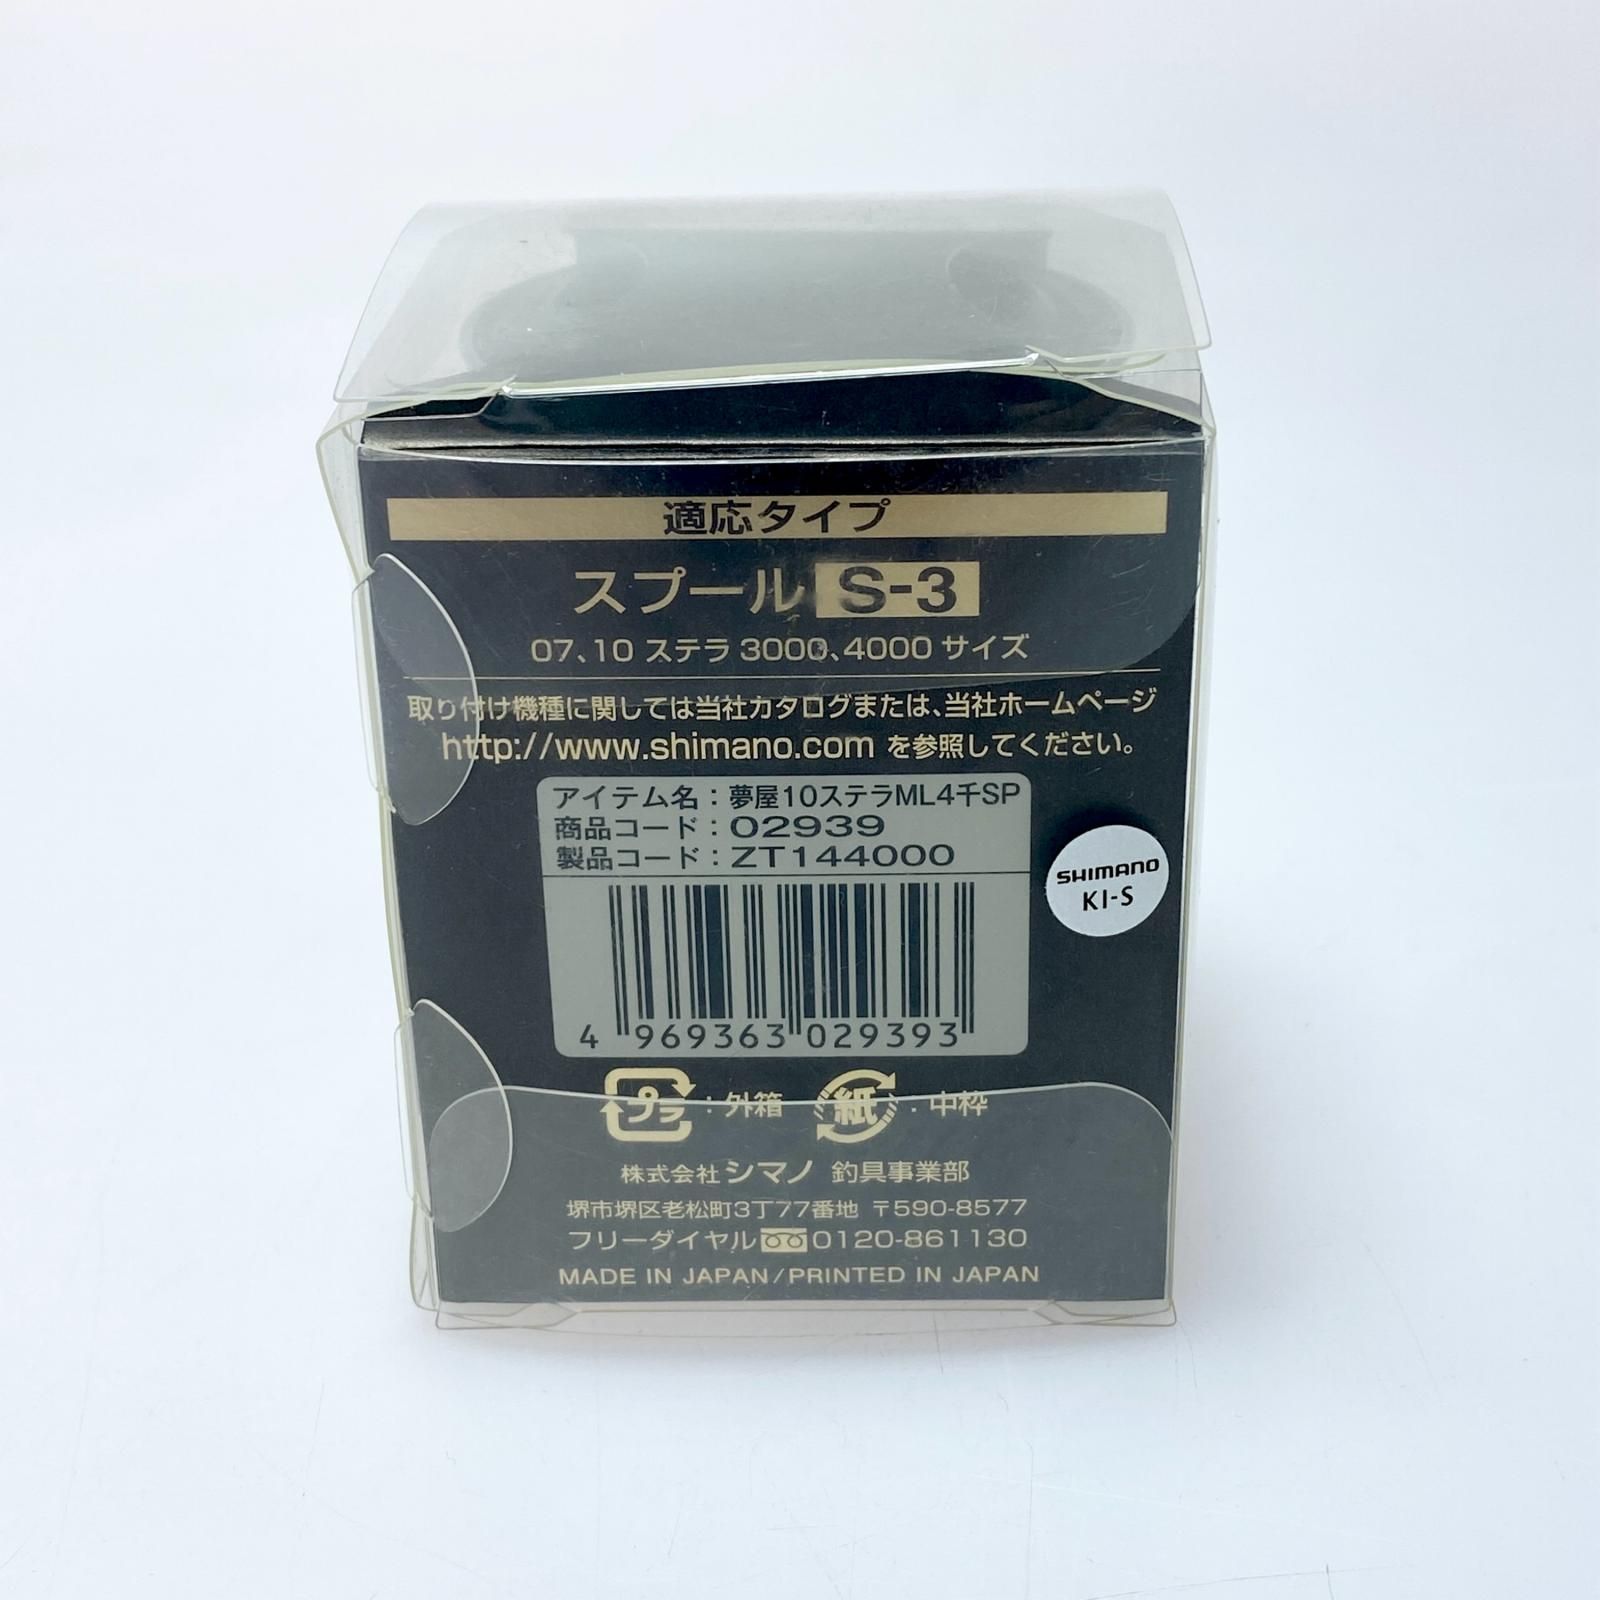 適応タイプ
スプール S-3
07、10 ステラ 3000、4000 サイズ
取り付け機種に関しては当社カタログまたは、当社ホームページ
http://www.shimano.com を参照してください。
アイテム名：夢屋10ステラML4千SP
商品コード：02939
製品コード：ZT144000
SHIMANO
KI-S
4 969363 029393
プラ：外箱 紙：中枠
株式会社シマノ 釣具事業部
堺市堺区老松町3丁77番地 〒590-8577
フリーダイヤル 0120-861130
MADE IN JAPAN/PRINTED IN JAPAN